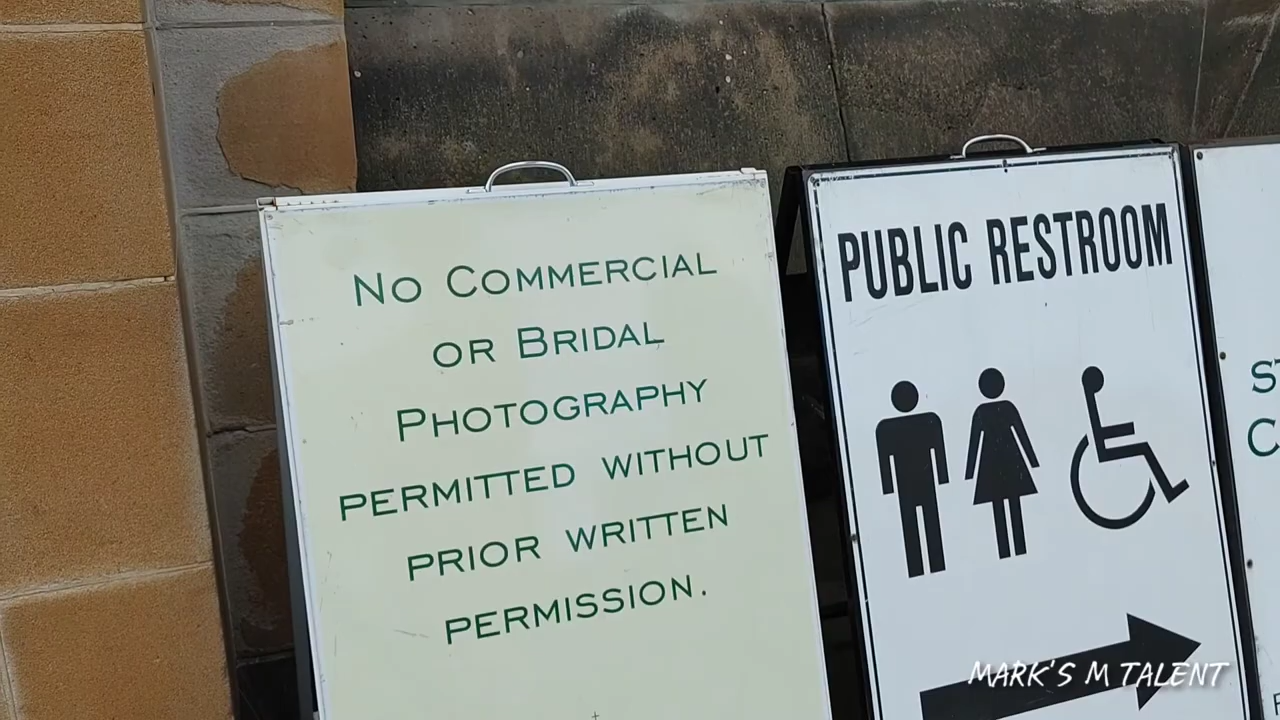 No Commercial
or Bridal
Photography
permitted without
prior written
permission.
PUBLIC RESTROOM
MARK'S M TALENT